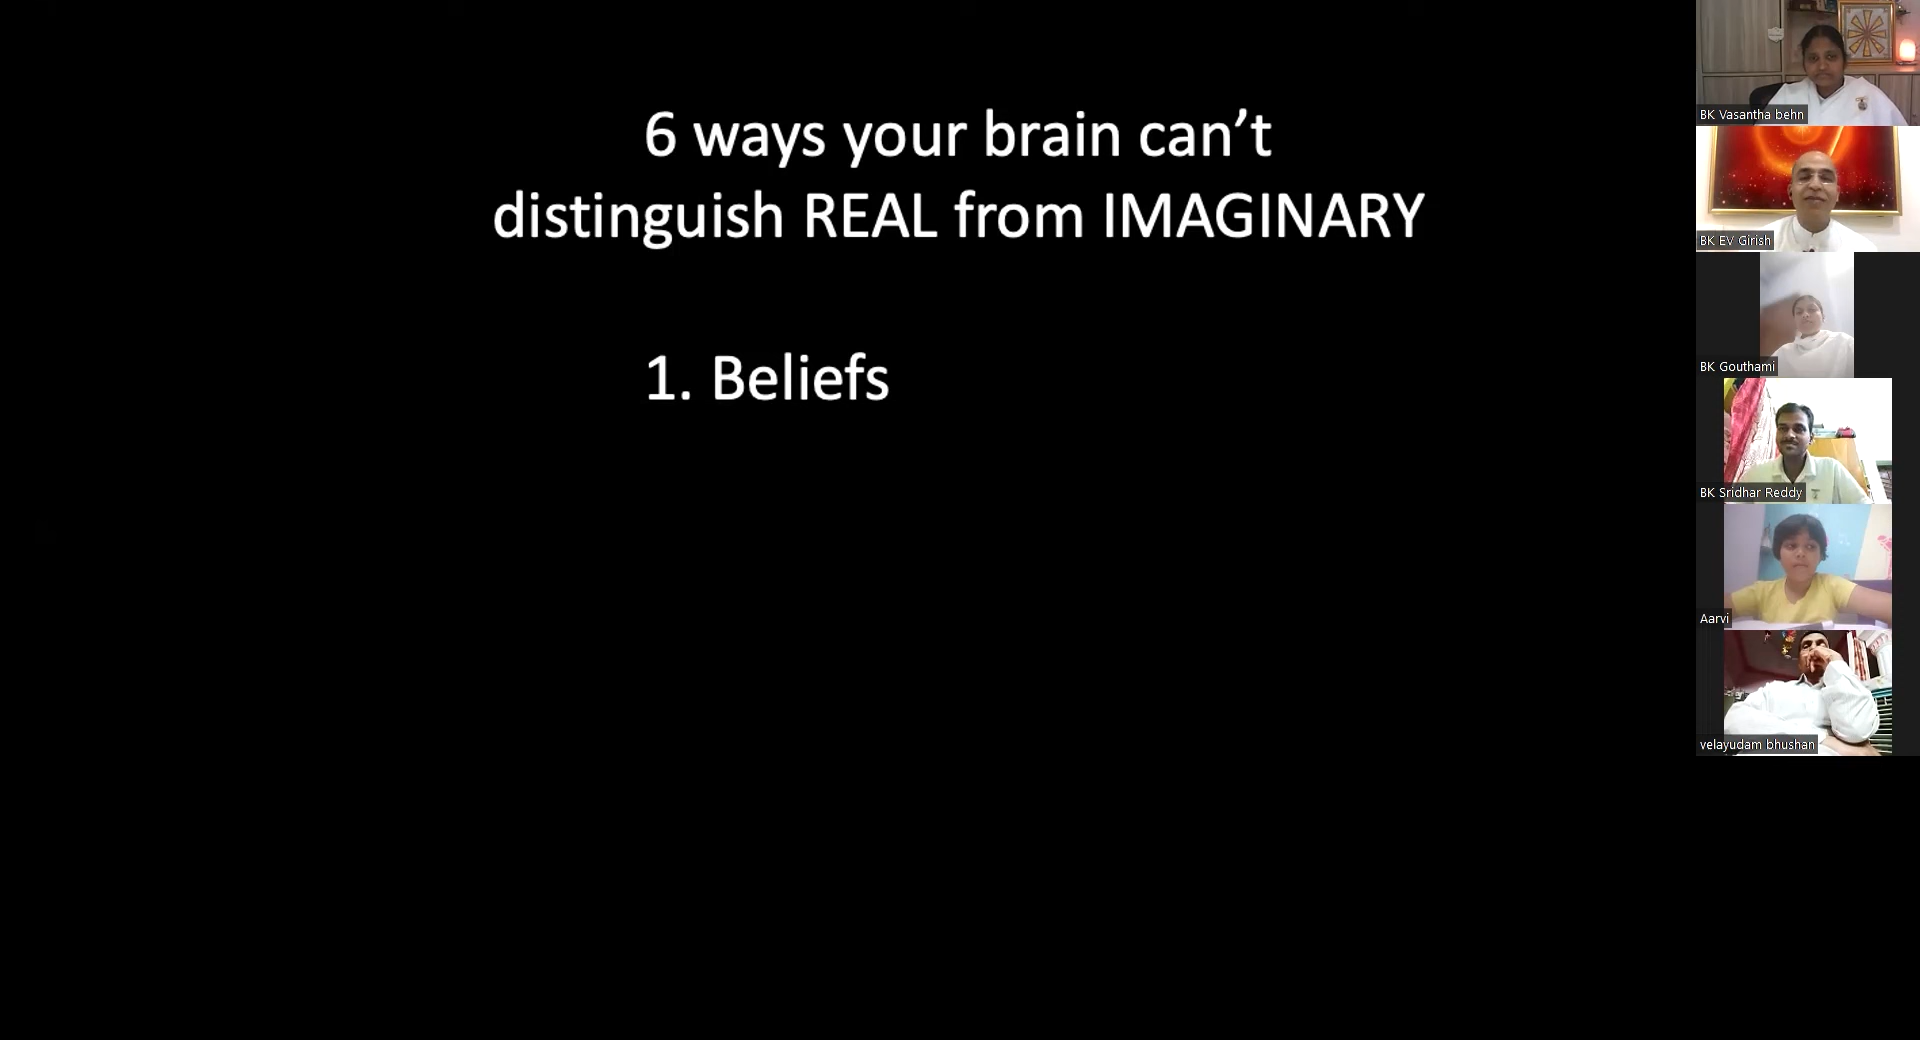 6 ways your brain can’t
distinguish REAL from IMAGINARY
1. Beliefs
BK Vasantha behn
BK EV Girish
BK Gouthami
BK Sridhar Reddy
Aarvi
velayudam bhushan